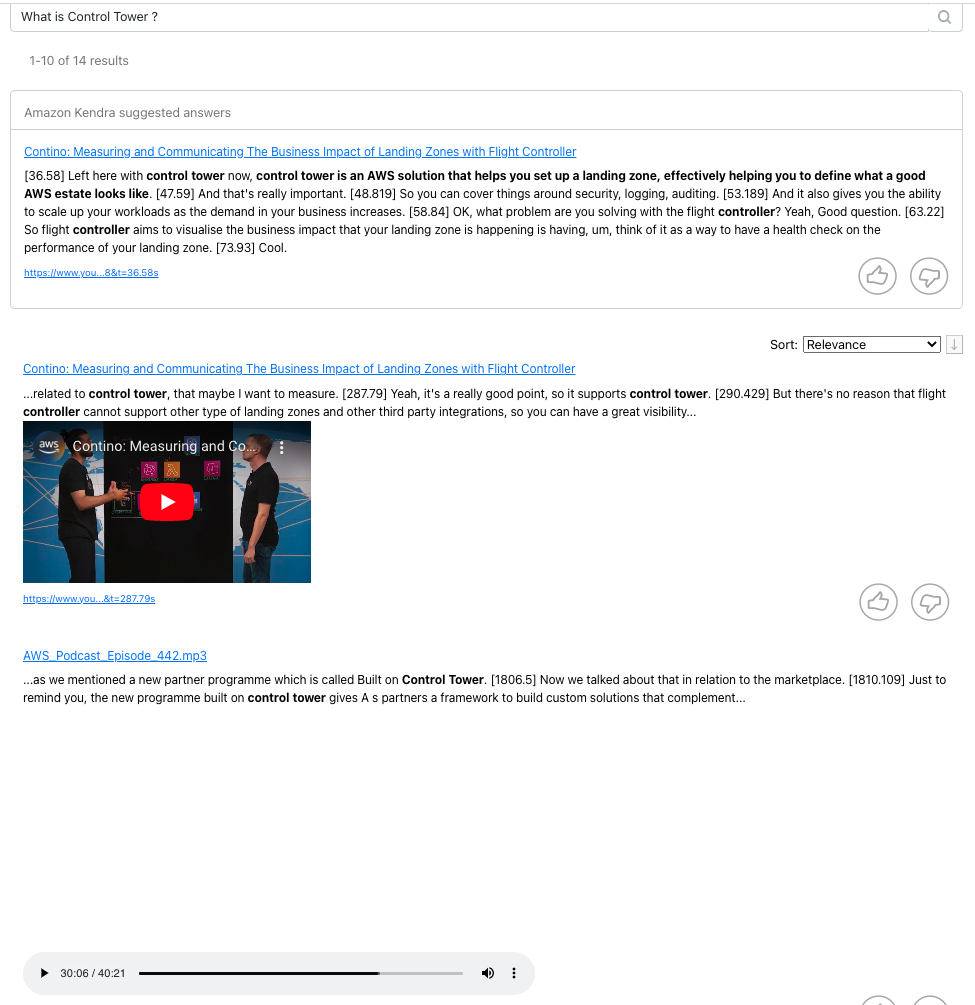 What is Control Tower ?
1-10 of 14 results
Amazon Kendra suggested answers
Contino: Measuring and Communicating The Business Impact of Landing Zones with Flight Controller
[36.58] Left here with control tower now, control tower is an AWS solution that helps you set up a landing zone, effectively helping you to define what a good
AWS estate looks like. [47.59] And that's really important. [48.819] So you can cover things around security, logging, auditing. [53.189] And it also gives you the ability
to scale up your workloads as the demand in your business increases. [58.84] OK, what problem are you solving with the flight controller? Yeah, Good question. [63.22]
So flight controller aims to visualise the business impact that your landing zone is happening is having, um, think of it as a way to have a health check on the
performance of your landing zone. [73.93] Cool.
https://www.you...8&t=36.58s
Sort: Relevance
Contino: Measuring and Communicating The Business Impact of Landing Zones with Flight Controller
...related to control tower, that maybe I want to measure. [287.79] Yeah, it's a really good point, so it supports control tower. [290.429] But there's no reason that flight
controller cannot support other type of landing zones and other third party integrations, so you can have a great visibility...
aws Contino: Measuring and Co...
https://www.you...&t=287.79s
AWS_Podcast_Episode_442.mp3
...as we mentioned a new partner programme which is called Built on Control Tower. [1806.5] Now we talked about that in relation to the marketplace. [1810.109] Just to
remind you, the new programme built on control tower gives A s partners a framework to build custom solutions that complement...
30:06 / 40:21